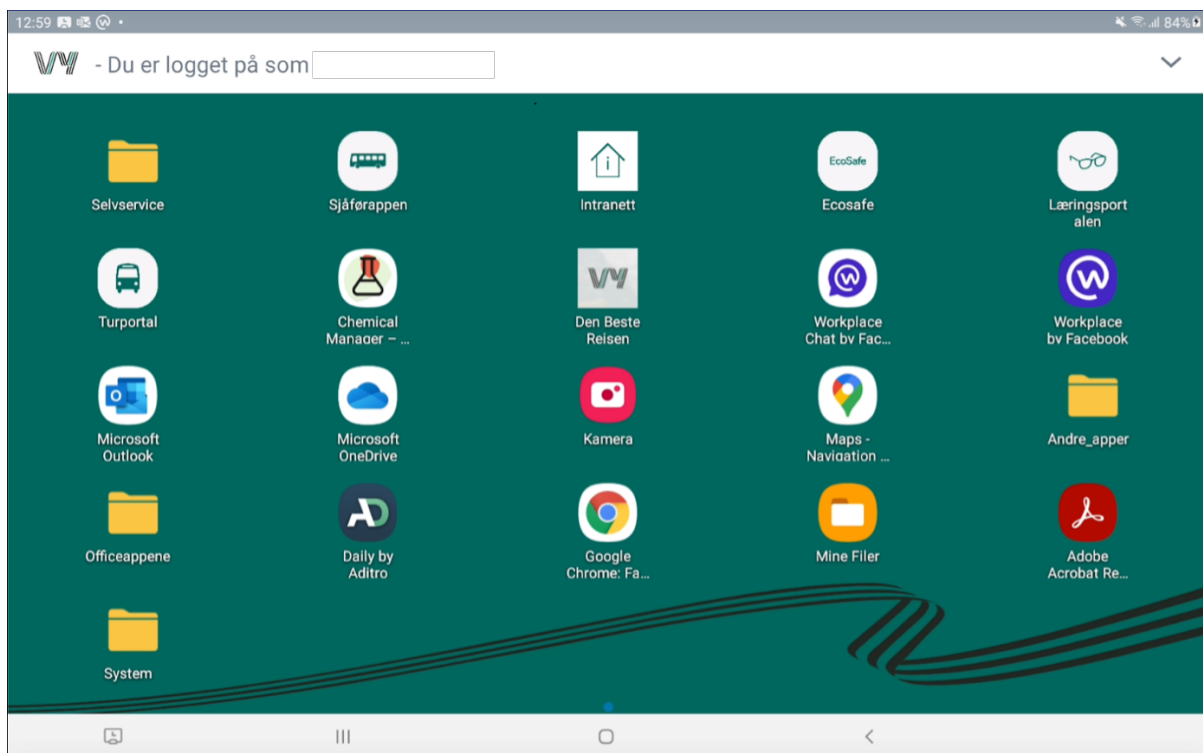 12:59 84%
VY - Du er logget på som
Selvservice
Sjåførappen
Intranett
EcoSafe
Ecosafe
Læringsport
alen
Turportal
Chemical
Manager – ...
VY
Den Beste
Reisen
Workplace
Chat by Fac...
Workplace
by Facebook
Microsoft
Outlook
Microsoft
OneDrive
Kamera
Maps -
Navigation ...
Andre_apper
Officeappene
Daily by
Aditro
Google
Chrome: Fa...
Mine Filer
Adobe
Acrobat Re...
System